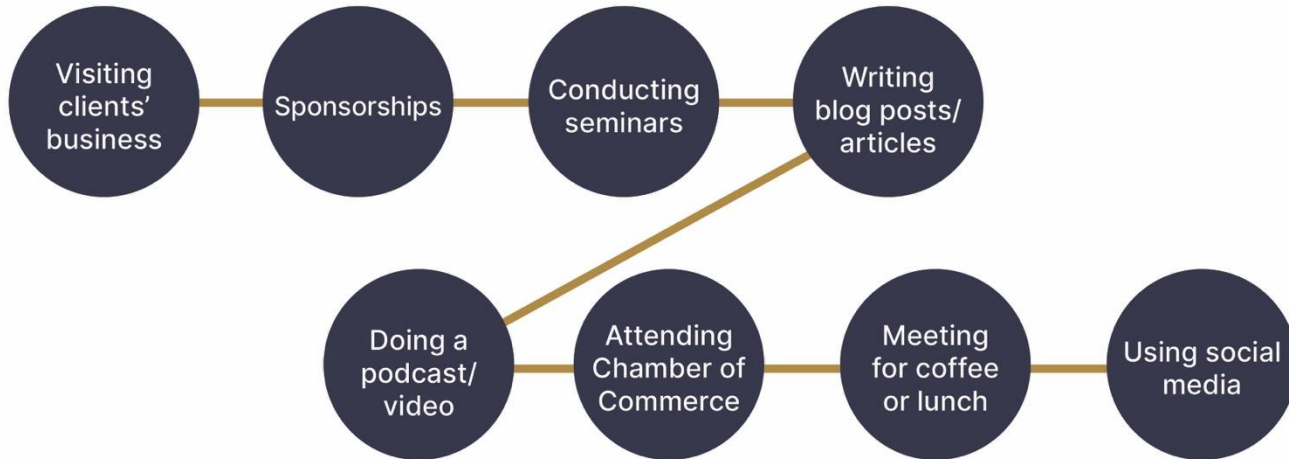 Visiting
clients'
business
Sponsorships
Conducting
seminars
Writing
blog posts/
articles
Doing a
podcast/
video
Attending
Chamber of
Commerce
Meeting
for coffee
or lunch
Using social
media